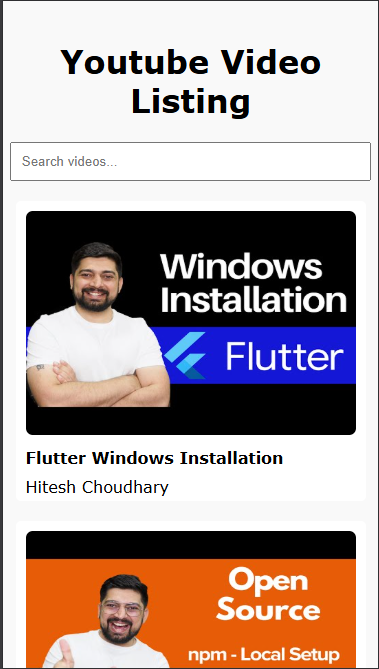 Youtube Video
Listing
Search videos...
Windows
Installation
Flutter
Flutter Windows Installation
Hitesh Choudhary
Open
Source
npm - Local Setup